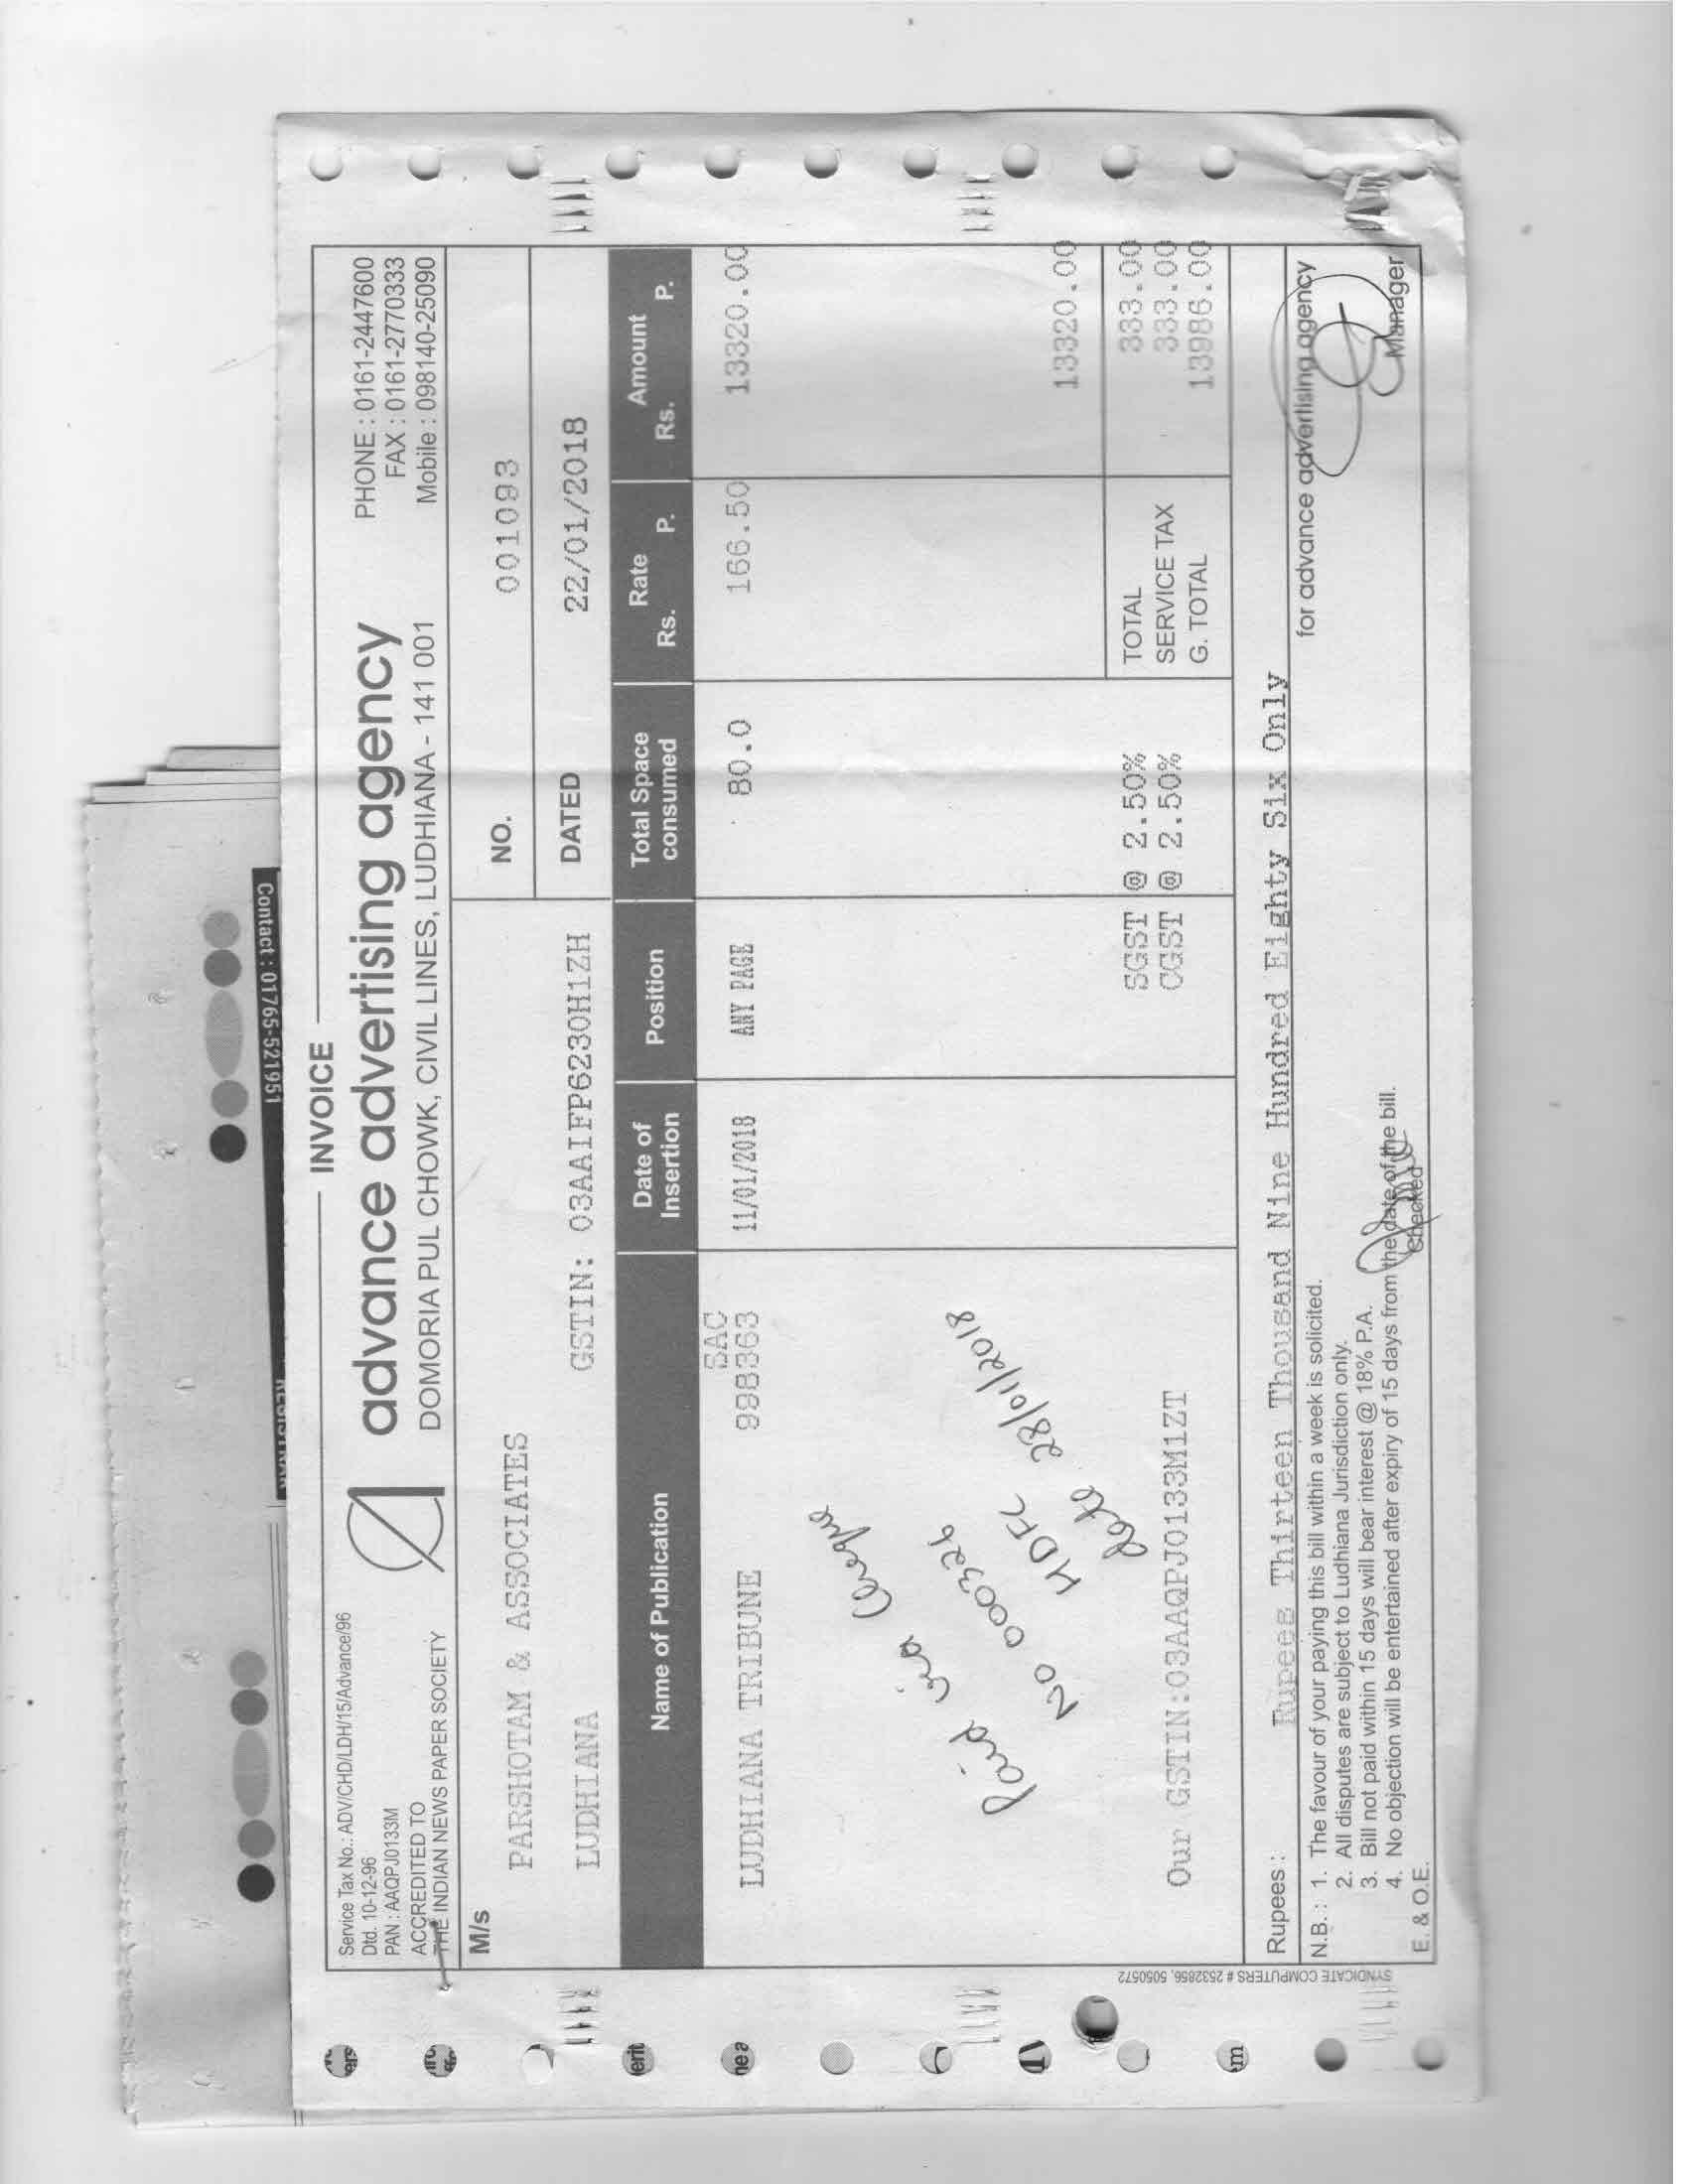 Contact : 01765-521951
INVOICE
Service Tax No.: ADV/CHD/LDH/15/Advance/96
Dtd. 10-12-96
PAN : AAQPJ0133M
ACCREDITED TO
THE INDIAN NEWS PAPER SOCIETY
advance advertising agency
DOMORIA PUL CHOWK, CIVIL LINES, LUDHIANA - 141 001
PHONE : 0161-2447600
FAX : 0161-2770333
Mobile : 098140-25090
M/s
PARSHOTAM & ASSOCIATES
LUDHIANA
GSTIN: 03AAIFP6230H1ZH
NO. 001093
DATED 22/01/2018
Name of Publication Date of Insertion Position Total Space consumed Rate Rs. P. Amount Rs. P.
SAC
LUDHIANA TRIBUNE 998363 11/01/2018 ANY PAGE 80.0 166.50 13320.00
Paid
No 000326
HDFC 28/01/2018
13320.00
SGST @ 2.50% TOTAL 333.00
CGST @ 2.50% SERVICE TAX 333.00
Our GSTIN:03AAQPJ0133M1ZT G. TOTAL 13986.00
Rupees : Rupees Thirteen Thousand Nine Hundred Eighty Six Only
N.B. : 1. The favour of your paying this bill within a week is solicited.
2. All disputes are subject to Ludhiana Jurisdiction only.
3. Bill not paid within 15 days will bear interest @ 18% P.A.
4. No objection will be entertained after expiry of 15 days from the date of the bill.
E. & O.E. Checked
for advance advertising agency
Manager
SYNDICATE COMPUTERS # 2532856, 5050572